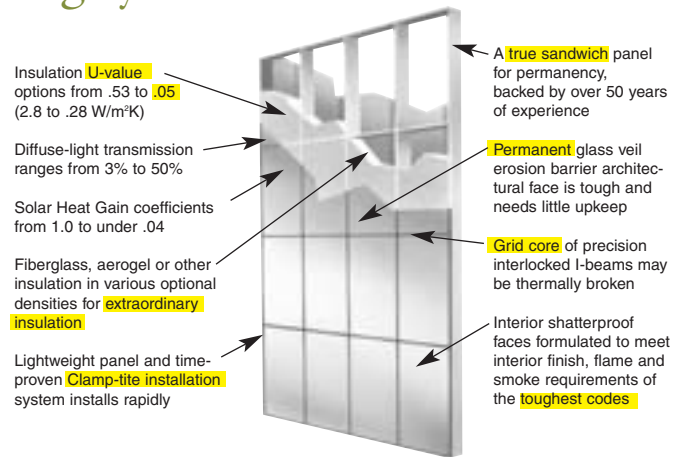 Insulation U-value
options from .53 to .05
(2.8 to .28 W/m²K)
Diffuse-light transmission
ranges from 3% to 50%
Solar Heat Gain coefficients
from 1.0 to under .04
Fiberglass, aerogel or other
insulation in various optional
densities for extraordinary
insulation
Lightweight panel and time-
proven Clamp-tite installation
system installs rapidly
A true sandwich panel
for permanency,
backed by over 50 years
of experience
Permanent glass veil
erosion barrier architec-
tural face is tough and
needs little upkeep
Grid core of precision
interlocked I-beams may
be thermally broken
Interior shatterproof
faces formulated to meet
interior finish, flame and
smoke requirements of
the toughest codes